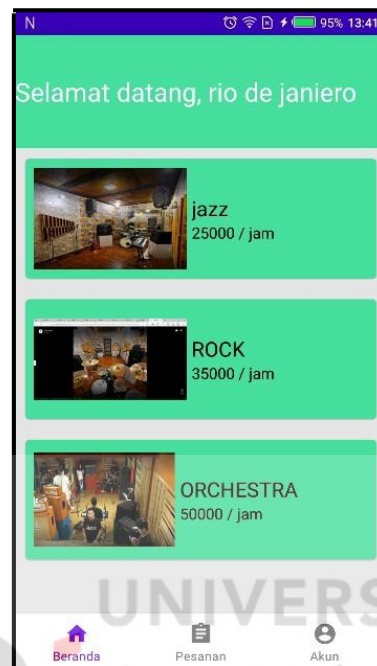 N 95% 13:41
Selamat datang, rio de janiero
jazz
25000 / jam
ROCK
35000 / jam
ORCHESTRA
50000 / jam
UNIVERS
Beranda Pesanan Akun